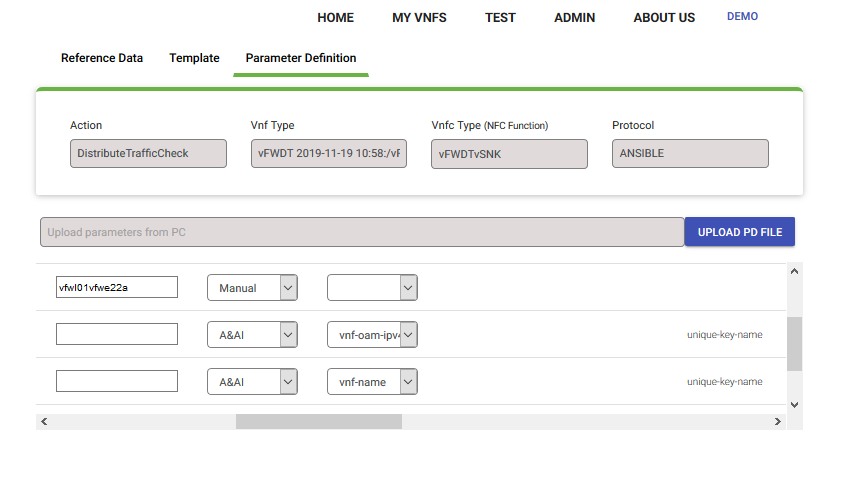 HOME MY VNFS TEST ADMIN ABOUT US DEMO
Reference Data Template Parameter Definition
Action Vnf Type Vnfc Type (NFC Function) Protocol
DistributeTrafficCheck vFWDT 2019-11-19 10:58:/vF vFWDTvSNK ANSIBLE
Upload parameters from PC UPLOAD PD FILE
vfwl01vfwe22a Manual
A&AI vnf-oam-ipv4 unique-key-name
A&AI vnf-name unique-key-name